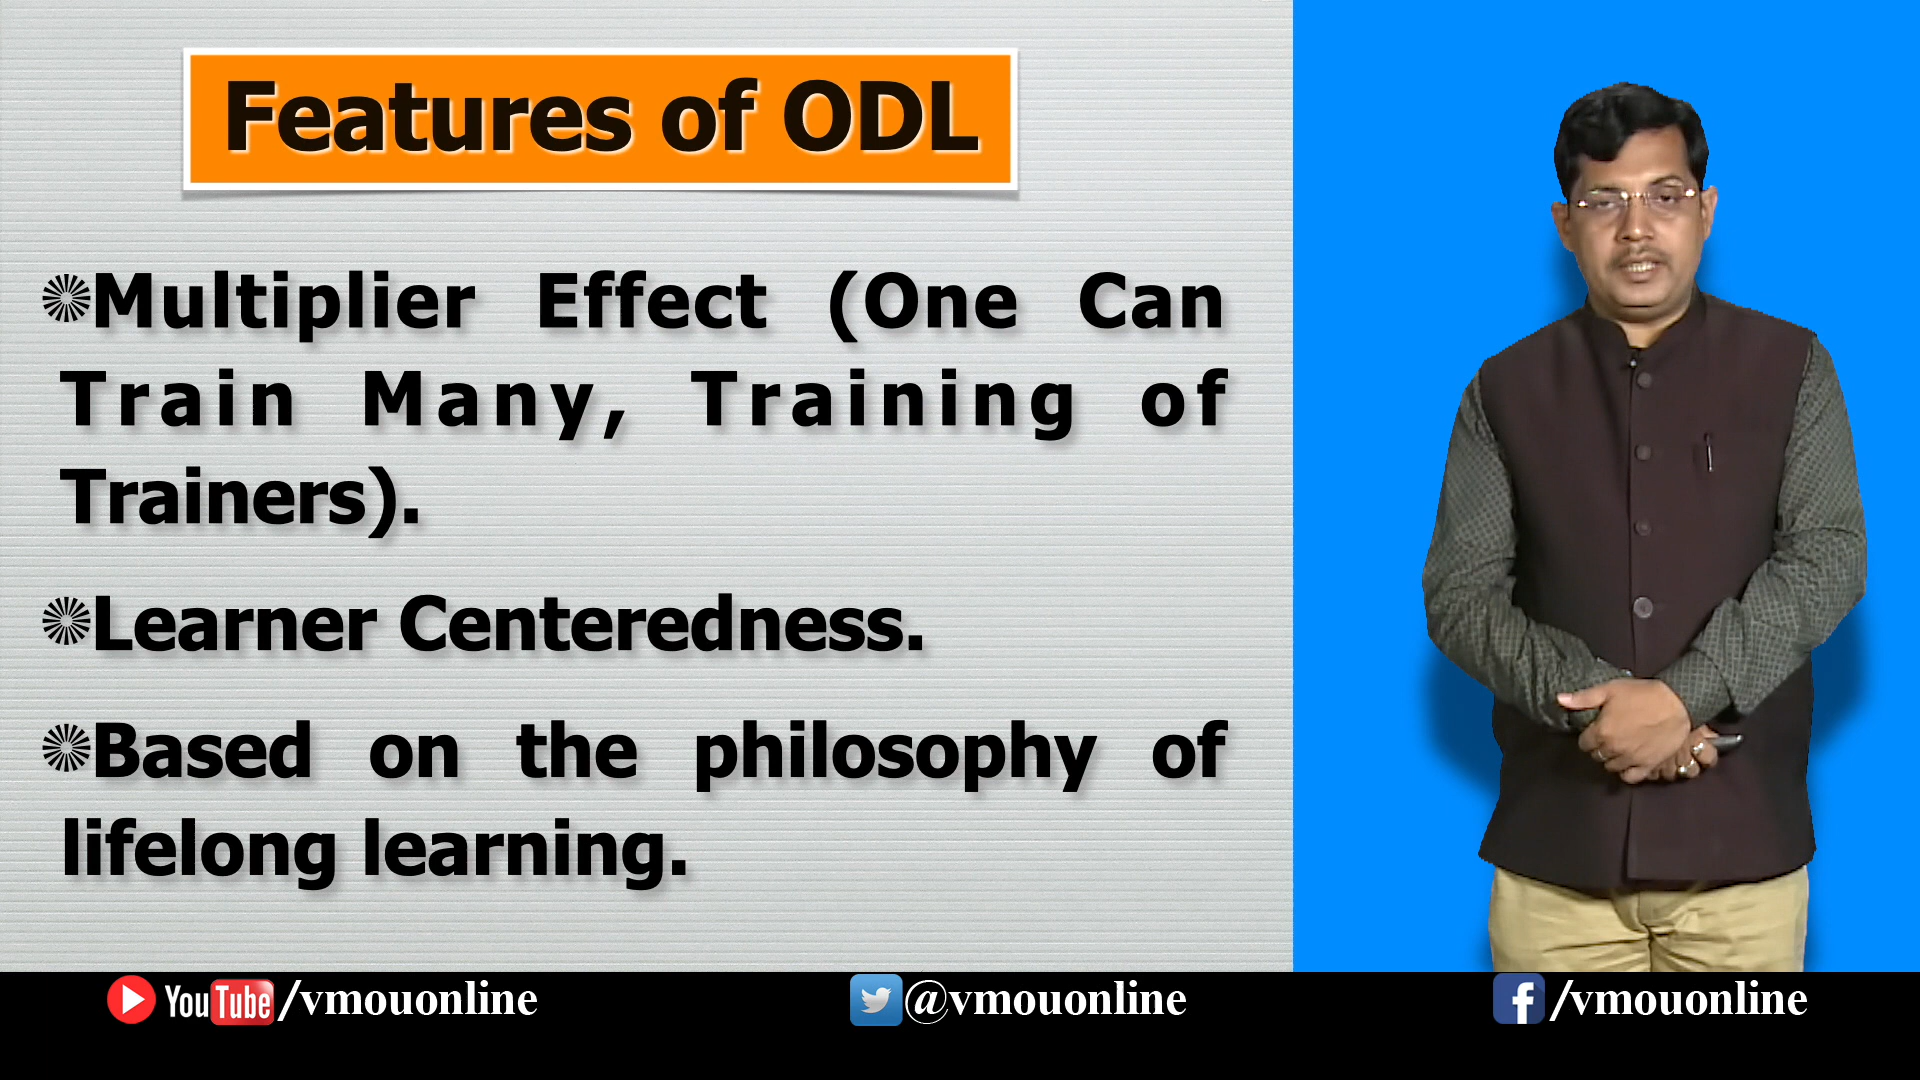 Features of ODL
Multiplier Effect (One Can
Train Many, Training of
Trainers).
Learner Centeredness.
Based on the philosophy of
lifelong learning.
YouTube /vmouonline
@vmouonline
f /vmouonline